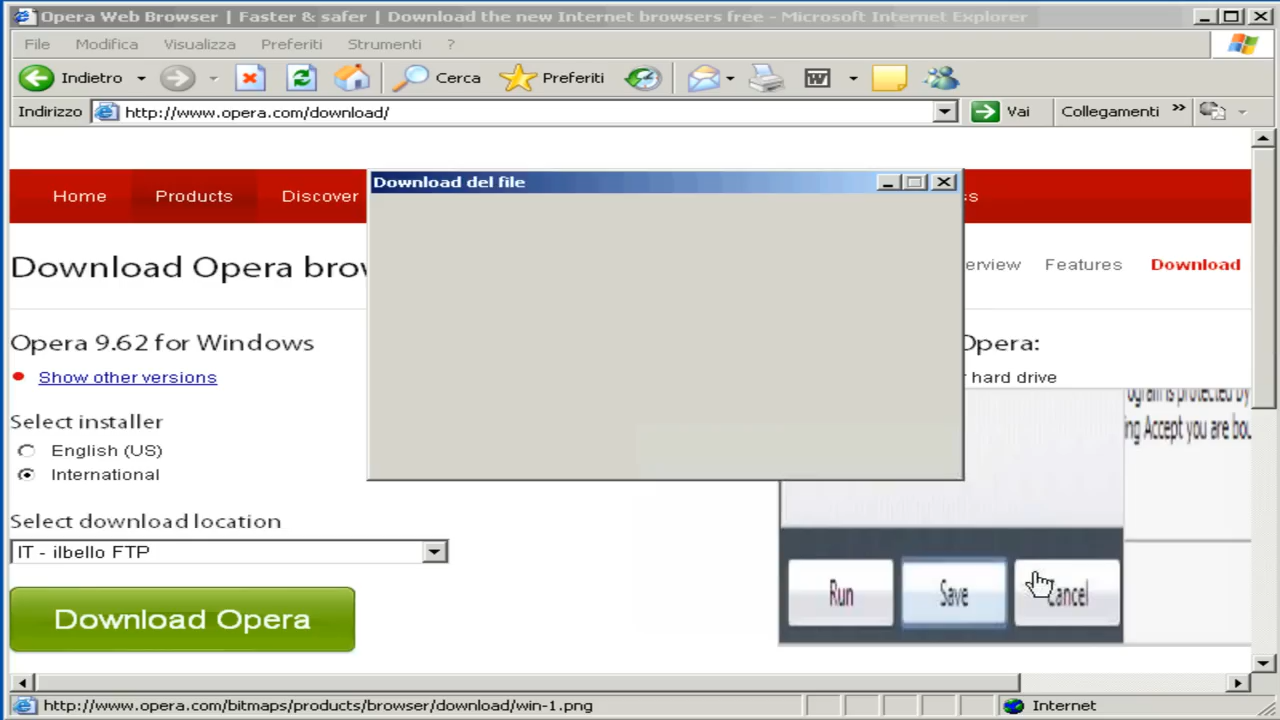 Opera Web Browser | Faster & safer | Download the new Internet browsers free - Microsoft Internet Explorer
File Modifica Visualizza Preferiti Strumenti ?
Indietro Cerca Preferiti
Indirizzo http://www.opera.com/download/ Vai Collegamenti »
Download del file
Home Products Discover
Download Opera Features Download
Opera 9.62 for Windows Opera:
Show other versions hard drive
Select installer
English (US)
ing Accept you are
International
Select download location
IT - ilbello FTP
Run Save Cancel
Download Opera
http://www.opera.com/bitmaps/products/browser/download/win-1.png Internet